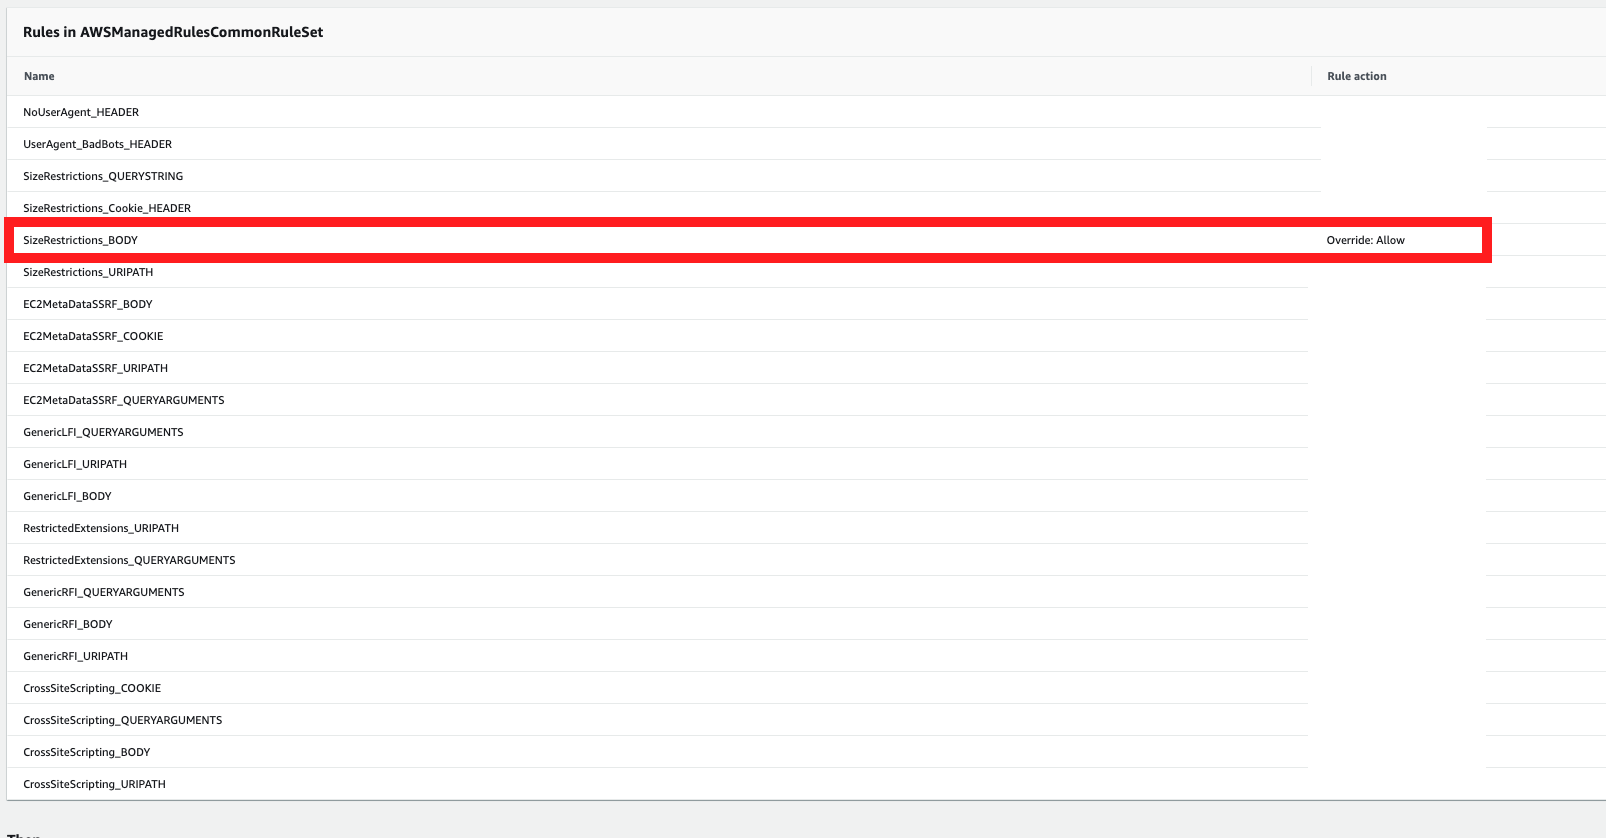 Rules in AWSManagedRulesCommonRuleSet
Name Rule action
NoUserAgent_HEADER
UserAgent_BadBots_HEADER
SizeRestrictions_QUERYSTRING
SizeRestrictions_Cookie_HEADER
SizeRestrictions_BODY Override: Allow
SizeRestrictions_URIPATH
EC2MetaDataSSRF_BODY
EC2MetaDataSSRF_COOKIE
EC2MetaDataSSRF_URIPATH
EC2MetaDataSSRF_QUERYARGUMENTS
GenericLFI_QUERYARGUMENTS
GenericLFI_URIPATH
GenericLFI_BODY
RestrictedExtensions_URIPATH
RestrictedExtensions_QUERYARGUMENTS
GenericRFI_QUERYARGUMENTS
GenericRFI_BODY
GenericRFI_URIPATH
CrossSiteScripting_COOKIE
CrossSiteScripting_QUERYARGUMENTS
CrossSiteScripting_BODY
CrossSiteScripting_URIPATH